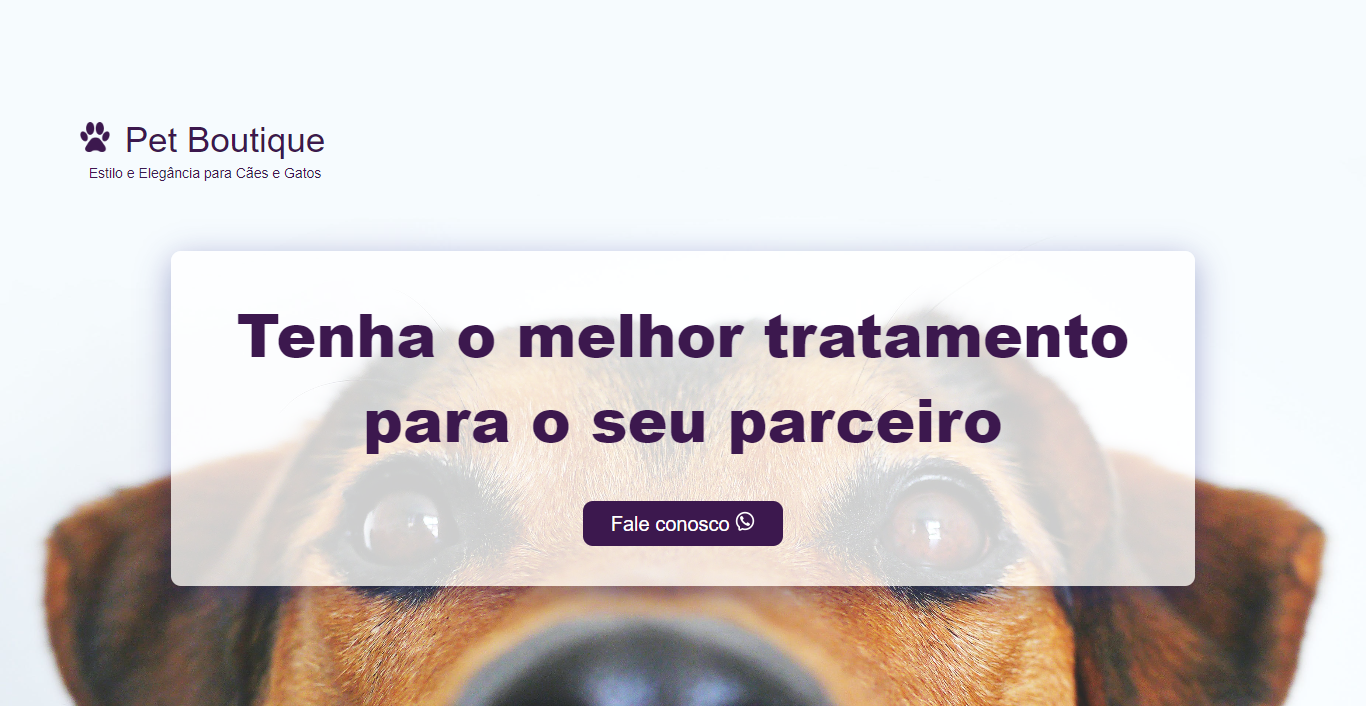 Pet Boutique
Estilo e Elegância para Cães e Gatos
Tenha o melhor tratamento
para o seu parceiro
Fale conosco